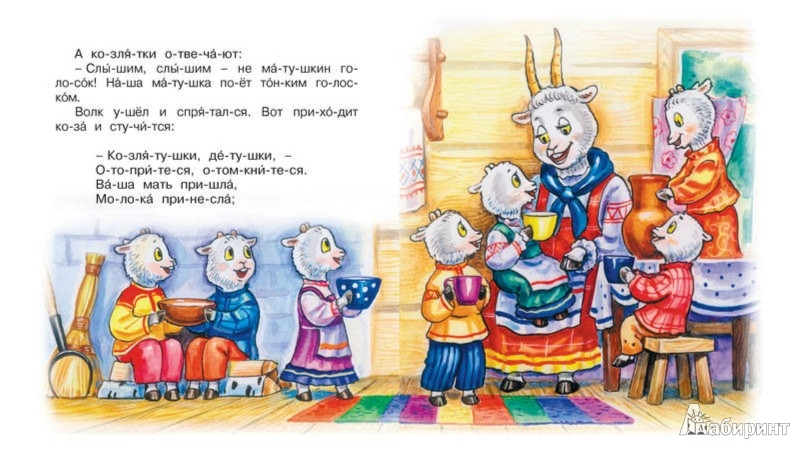 А ко-зля́-тки о-тве-ча́-ют:
– Слы́-шим, слы́-шим – не ма́-ту-шкин го-
ло-со́к! На́-ша ма́-ту-шка по-ёт то́н-ким го-лос-
ко́м.
Волк у-шёл и спря́-тал-ся. Вот при-хо́-дит
ко-за́ и сту-чи́-тся:
– Ко-зля́-ту-шки, де́-ту-шки, –
О-то-при́-те-ся, о-том-кни́-те-ся.
Ва́-ша мать при-шла́,
Мо-ло-ка́ при-не-сла́;
Лабиринт